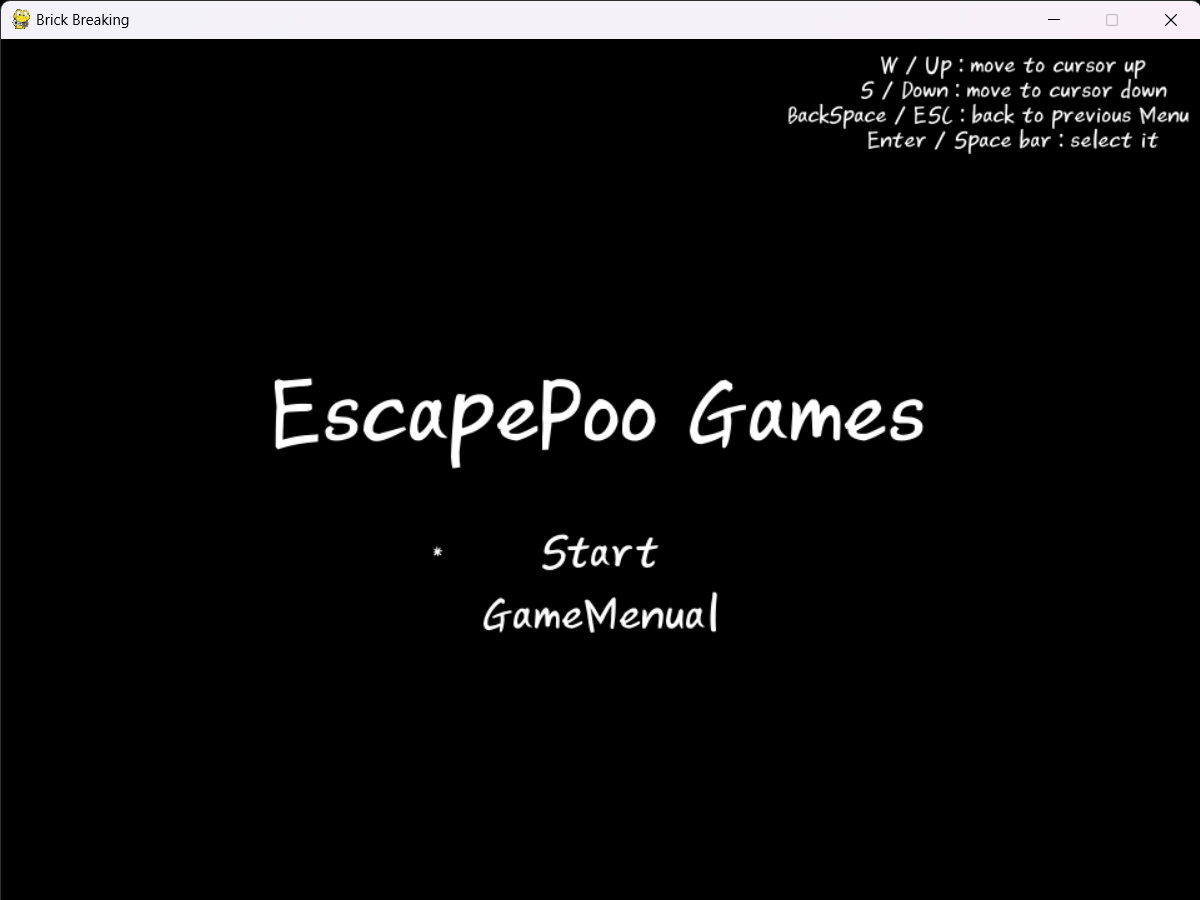 Brick Breaking
W / Up : move to cursor up
S / Down : move to cursor down
BackSpace / ESC : back to previous Menu
Enter / Space bar : select it
EscapePoo Games
* Start
GameMenual